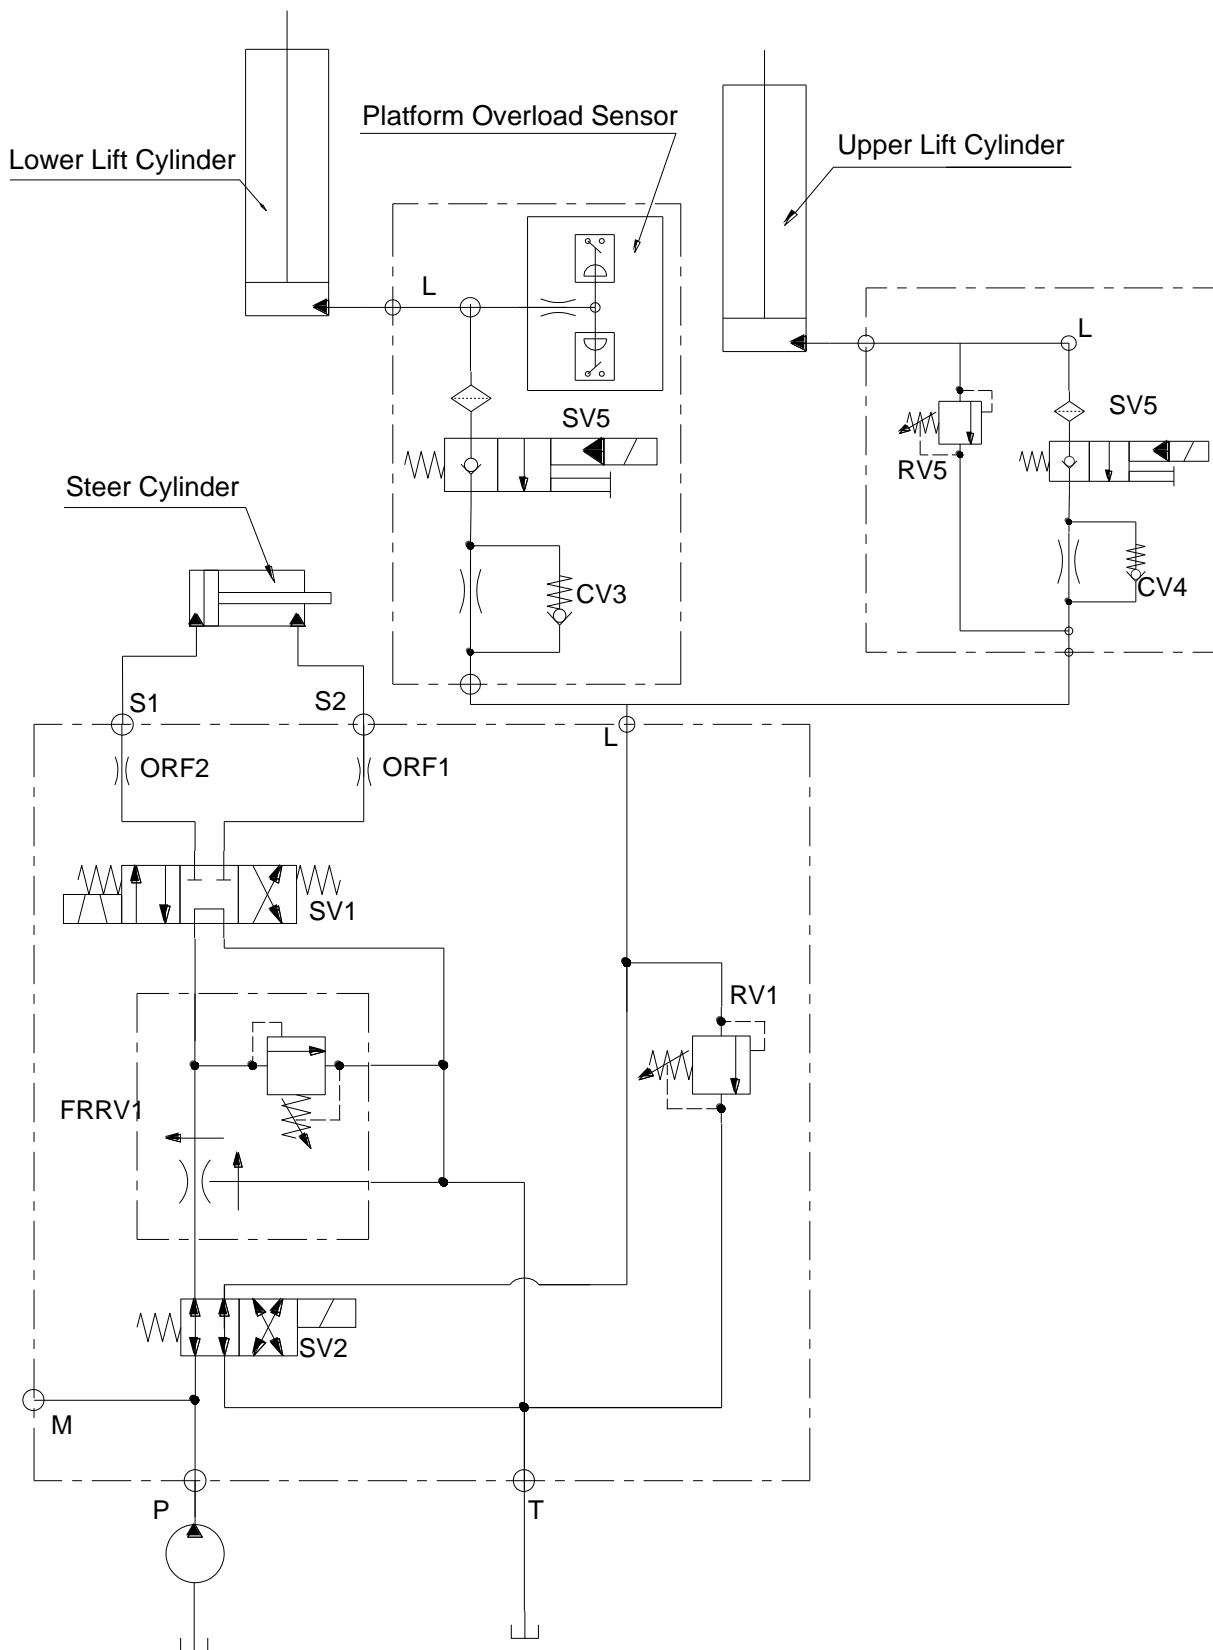 Platform Overload Sensor
Lower Lift Cylinder
Upper Lift Cylinder
L
L
SV5
SV5
RV5
Steer Cylinder
CV3
CV4
S1
S2
L
ORF2
ORF1
SV1
RV1
FRRV1
SV2
M
P
T